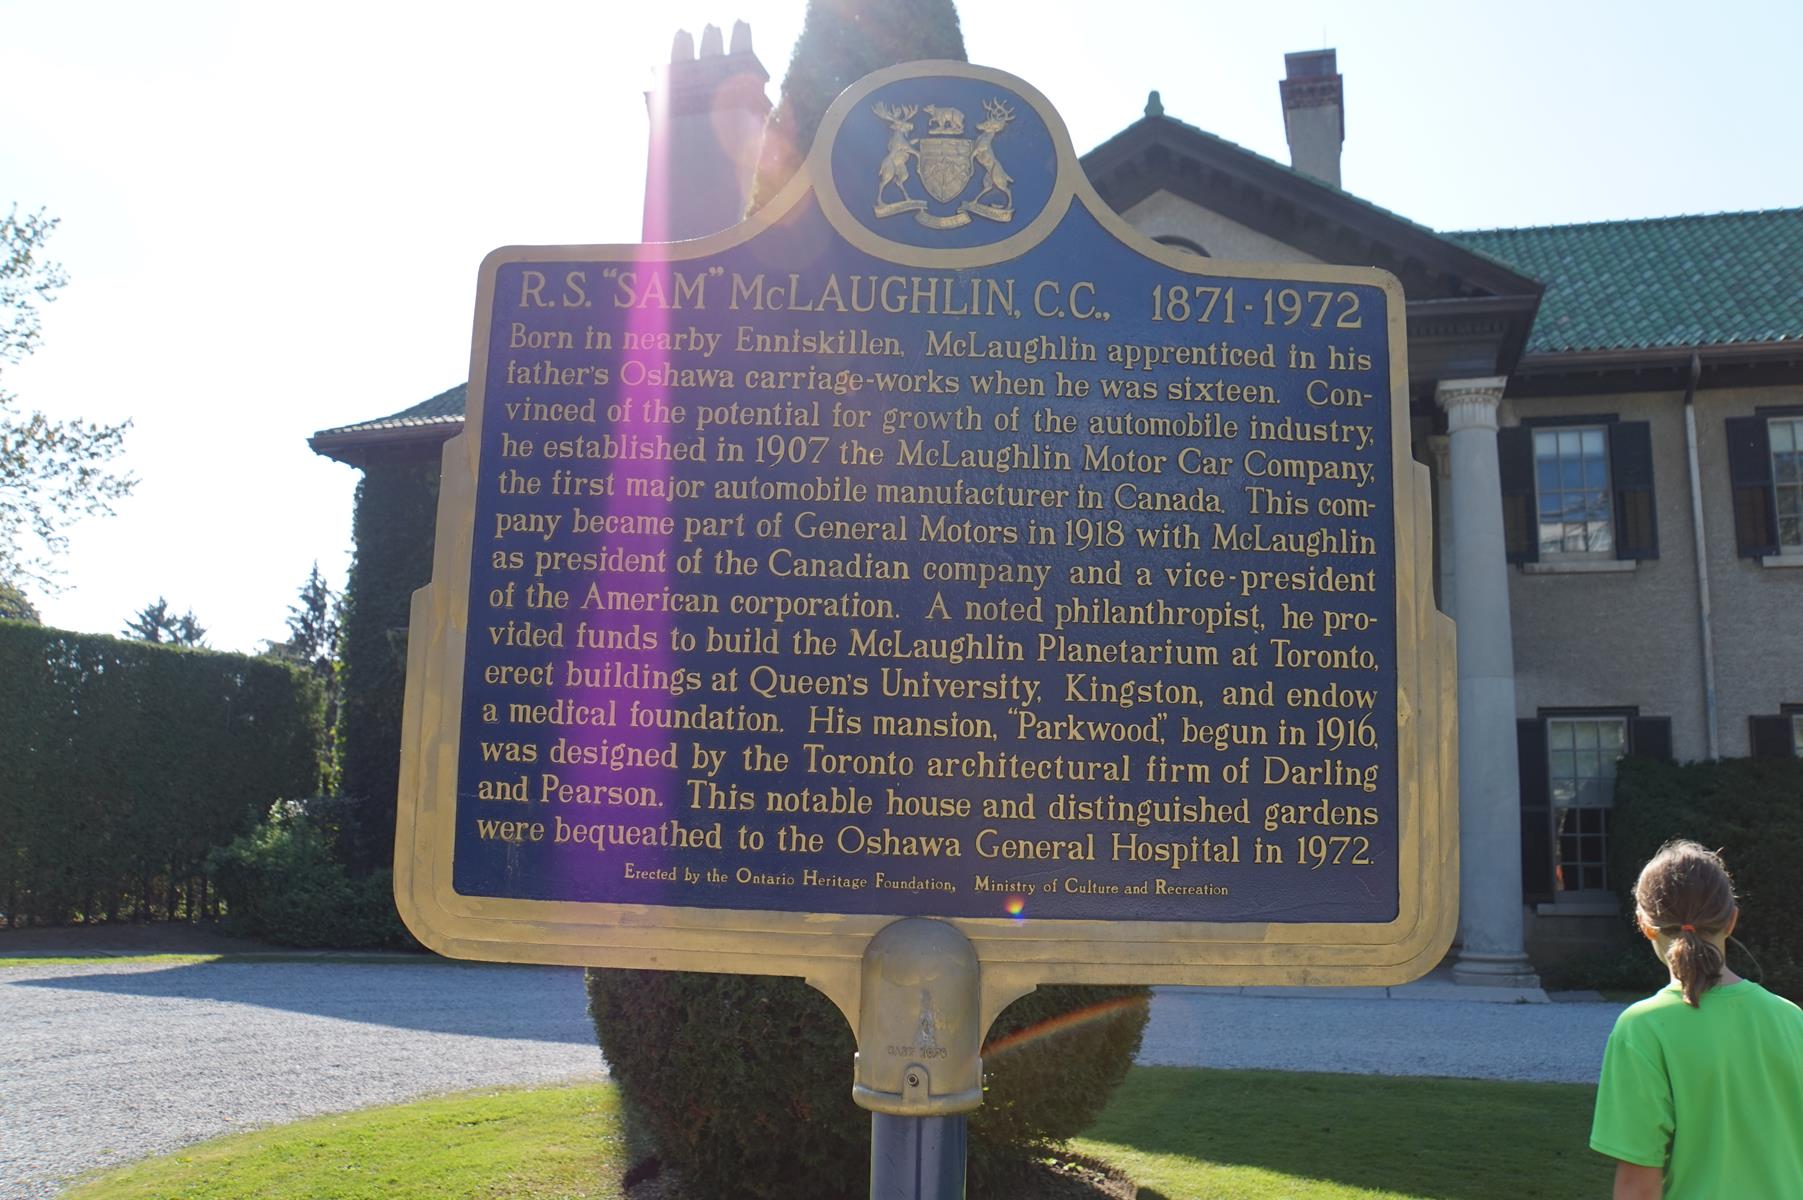 R.S. "SAM" McLAUGHLIN, C.C., 1871-1972
Born in nearby Enniskillen, McLaughlin apprenticed in his
father's Oshawa carriage-works when he was sixteen. Con-
vinced of the potential for growth of the automobile industry,
he established in 1907 the McLaughlin Motor Car Company,
the first major automobile manufacturer in Canada. This com-
pany became part of General Motors in 1918 with McLaughlin
as president of the Canadian company and a vice-president
of the American corporation. A noted philanthropist, he pro-
vided funds to build the McLaughlin Planetarium at Toronto,
erect buildings at Queen's University, Kingston, and endow
a medical foundation. His mansion, "Parkwood," begun in 1916,
was designed by the Toronto architectural firm of Darling
and Pearson. This notable house and distinguished gardens
were bequeathed to the Oshawa General Hospital in 1972.
Erected by the Ontario Heritage Foundation, Ministry of Culture and Recreation